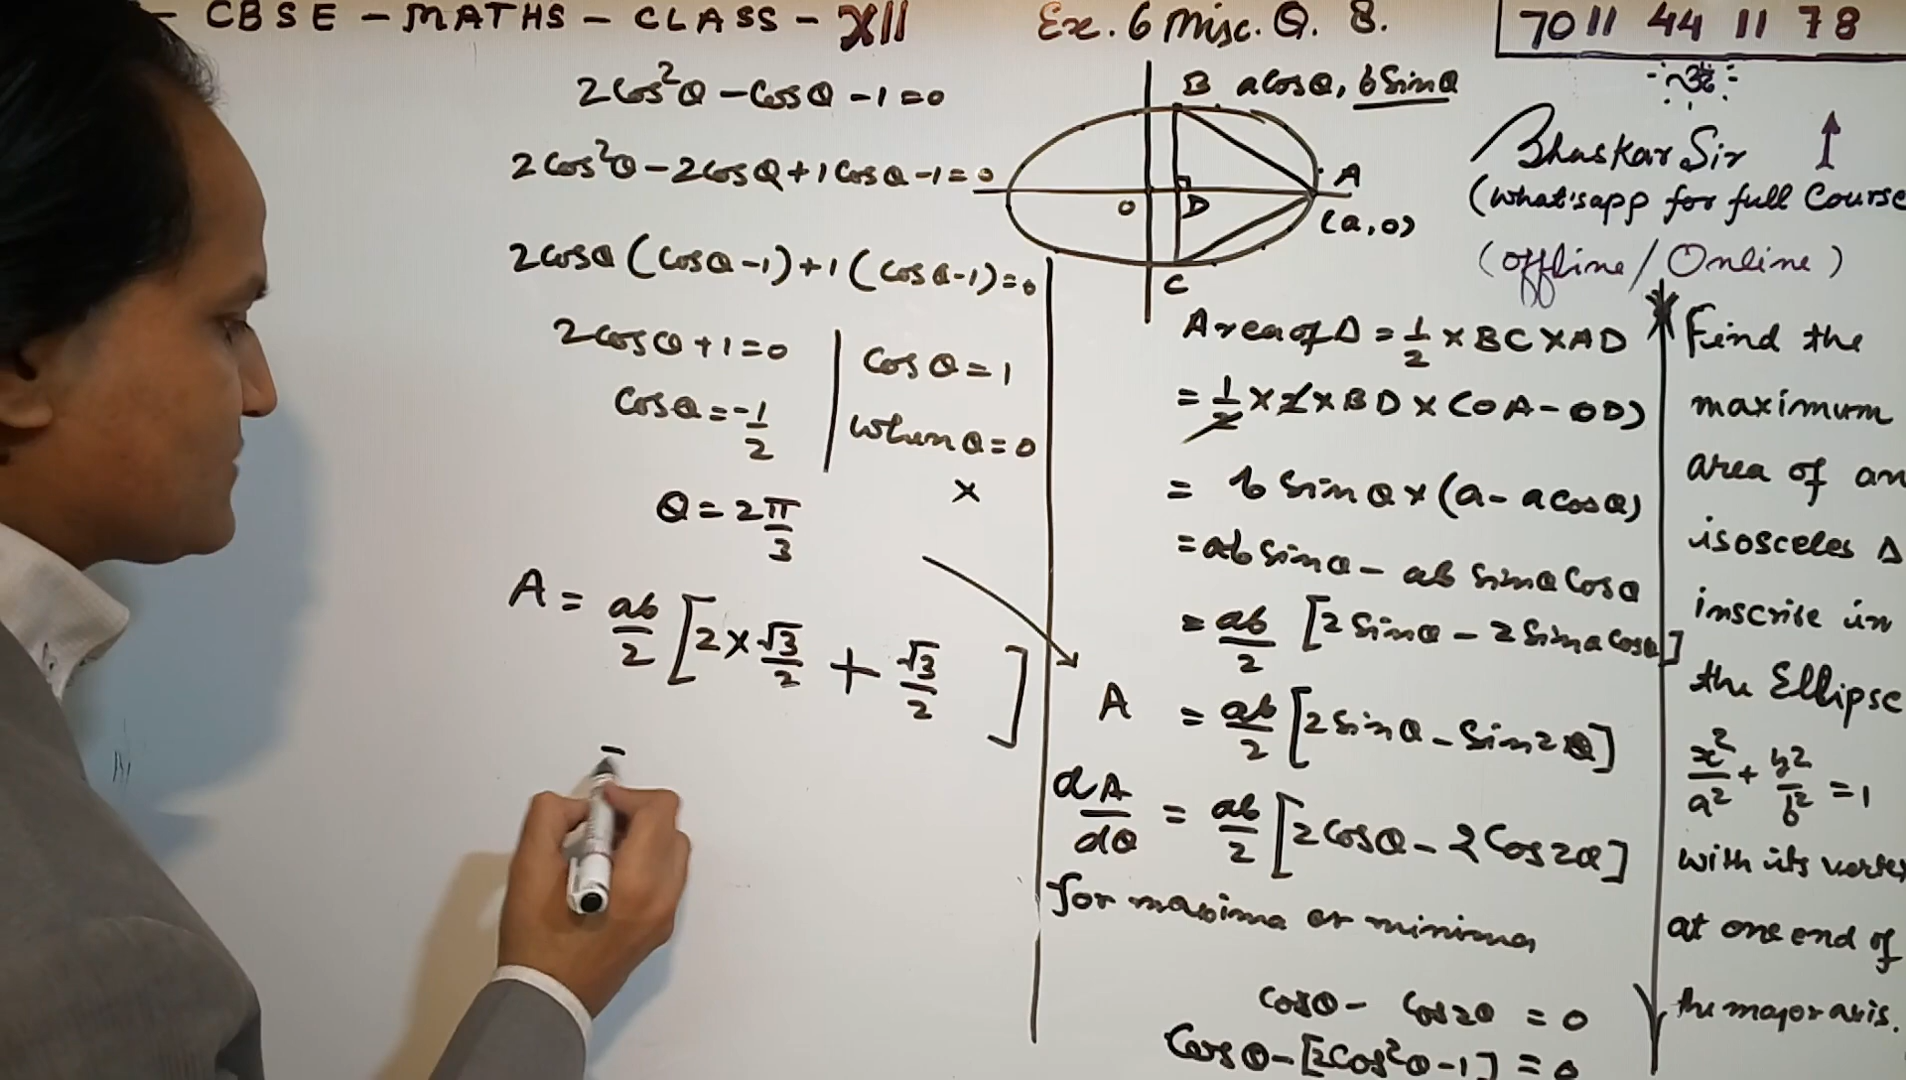 - CBSE - MATHS - CLASS - XII
Ex. 6 Misc. Q. 8.
7011 44 11 78
2Cos²θ - Cosθ - 1 = 0
2Cos²θ - 2Cosθ + 1Cosθ - 1 = 0
2Cosθ (Cosθ - 1) + 1 (Cosθ - 1) = 0
2Cosθ + 1 = 0
Cosθ = -1/2
θ = 2π/3
Cosθ = 1
when θ = 0
×
A = ab/2 [2 × √3/2 + √3/2 ]
B aCosθ, bSinθ
A
(a, 0)
O
D
C
Area of Δ = 1/2 × BC × AD
= 1/2 × 2 × BD × (OA - OD)
= b Sinθ × (a - a Cosθ)
= ab Sinθ - ab Sinθ Cosθ
= ab/2 [2 Sinθ - 2 Sinθ Cosθ]
A = ab/2 [2 Sinθ - Sin2θ]
dA/dθ = ab/2 [2Cosθ - 2Cos2θ]
for maxima or minima
Cosθ - Cos2θ = 0
Cosθ - [2Cos²θ - 1] = 0
Bhaskar Sir
(What'sapp for full Course
(offline/Online)
Find the
maximum
area of an
isosceles Δ
inscribe in
the Ellipse
x²/a² + y²/b² = 1
with its vertex
at one end of
the major axis.